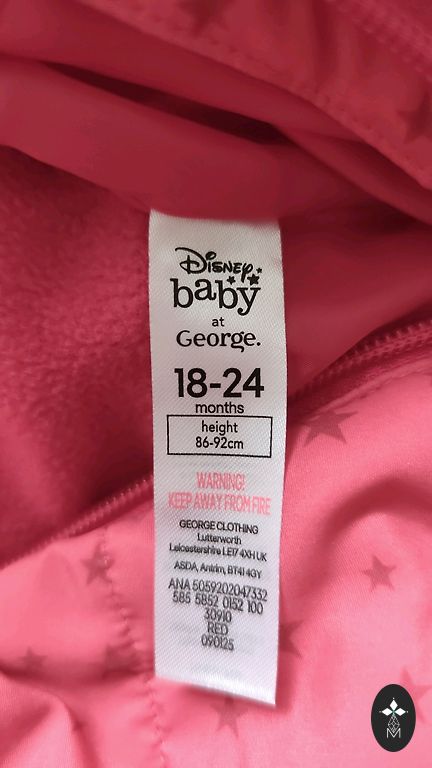 Disney
baby
at
George.
18-24
months
height
86-92cm
WARNING!
KEEP AWAY FROM FIRE
GEORGE CLOTHING
Lutterworth
Leicestershire LE17 4XH UK
ASDA, Antrim, BT41 4GY
ANA 5059202047332
585 5852 0152 100
30910
RED
090125
M